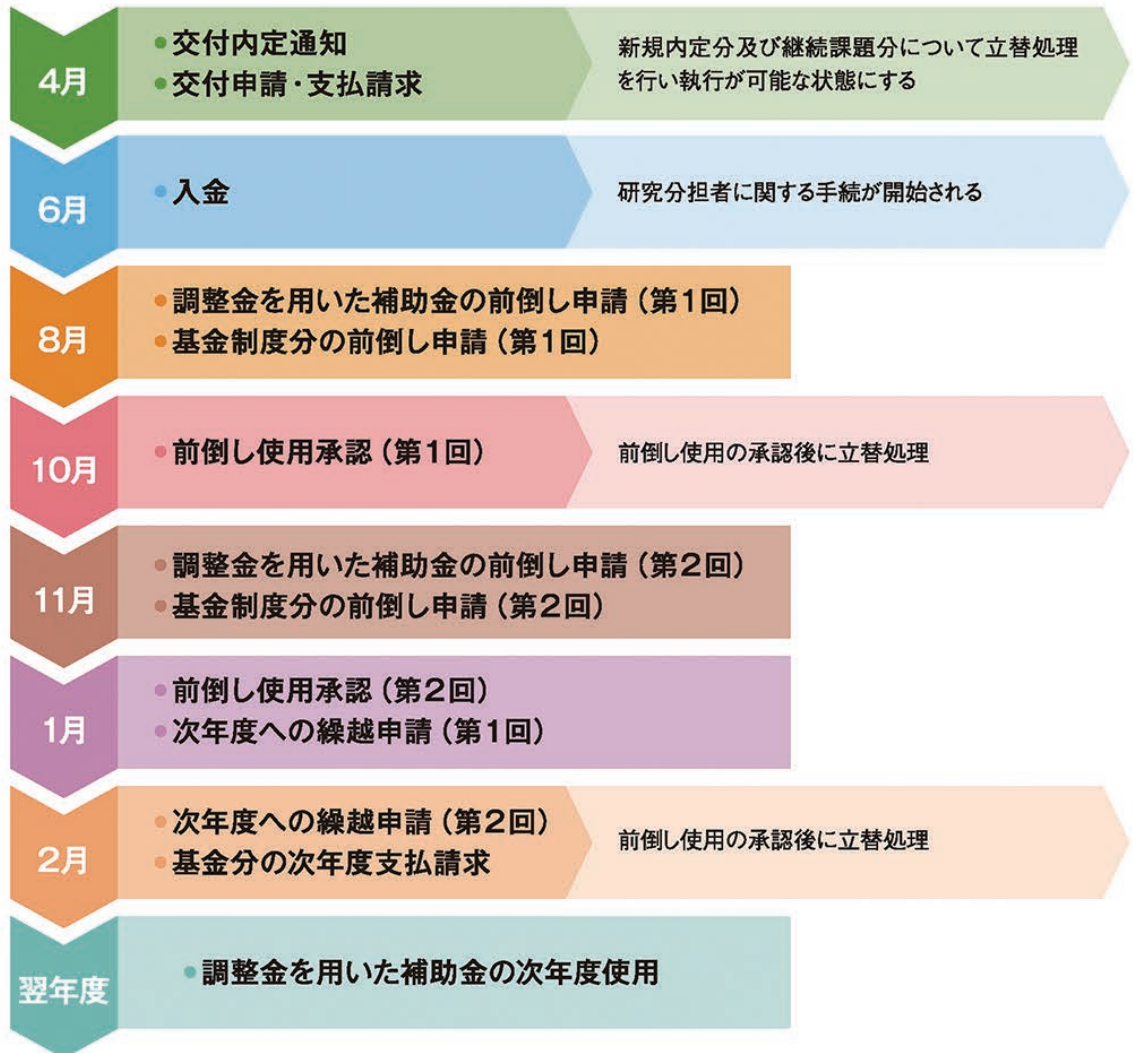 4月
・交付内定通知
・交付申請・支払請求
新規内定分及び継続課題分について立替処理
を行い執行が可能な状態にする
6月
・入金
研究分担者に関する手続が開始される
8月
・調整金を用いた補助金の前倒し申請（第1回）
・基金制度分の前倒し申請（第1回）
10月
・前倒し使用承認（第1回）
前倒し使用の承認後に立替処理
11月
・調整金を用いた補助金の前倒し申請（第2回）
・基金制度分の前倒し申請（第2回）
1月
・前倒し使用承認（第2回）
・次年度への繰越申請（第1回）
2月
・次年度への繰越申請（第2回）
・基金分の次年度支払請求
前倒し使用の承認後に立替処理
翌年度
・調整金を用いた補助金の次年度使用